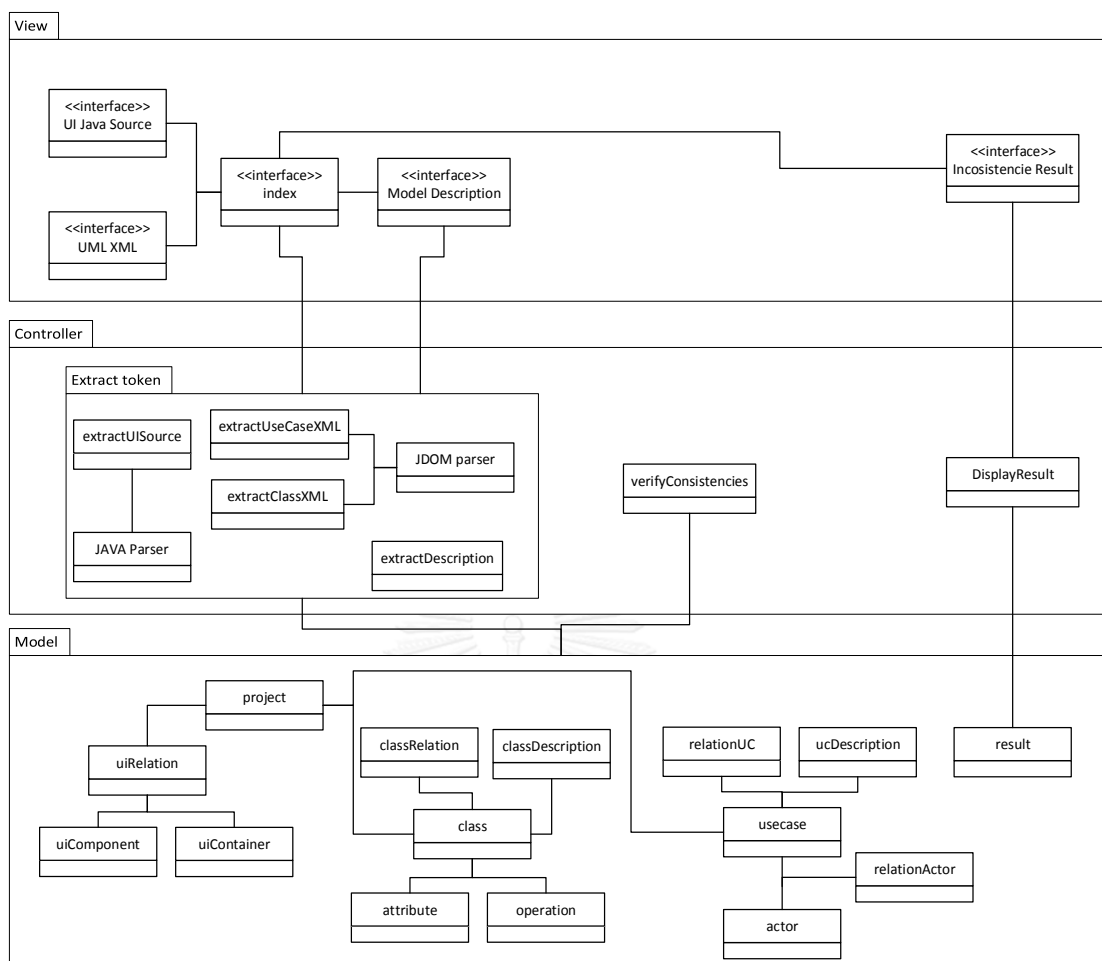 View
<<interface>>
UI Java Source
<<interface>>
index
<<interface>>
Model Description
<<interface>>
Incosistencie Result
<<interface>>
UML XML
Controller
Extract token
extractUISource
extractUseCaseXML
JDOM parser
extractClassXML
JAVA Parser
extractDescription
verifyConsistencies
DisplayResult
Model
project
uiRelation
uiComponent
uiContainer
classRelation
classDescription
class
attribute
operation
relationUC
ucDescription
usecase
relationActor
actor
result